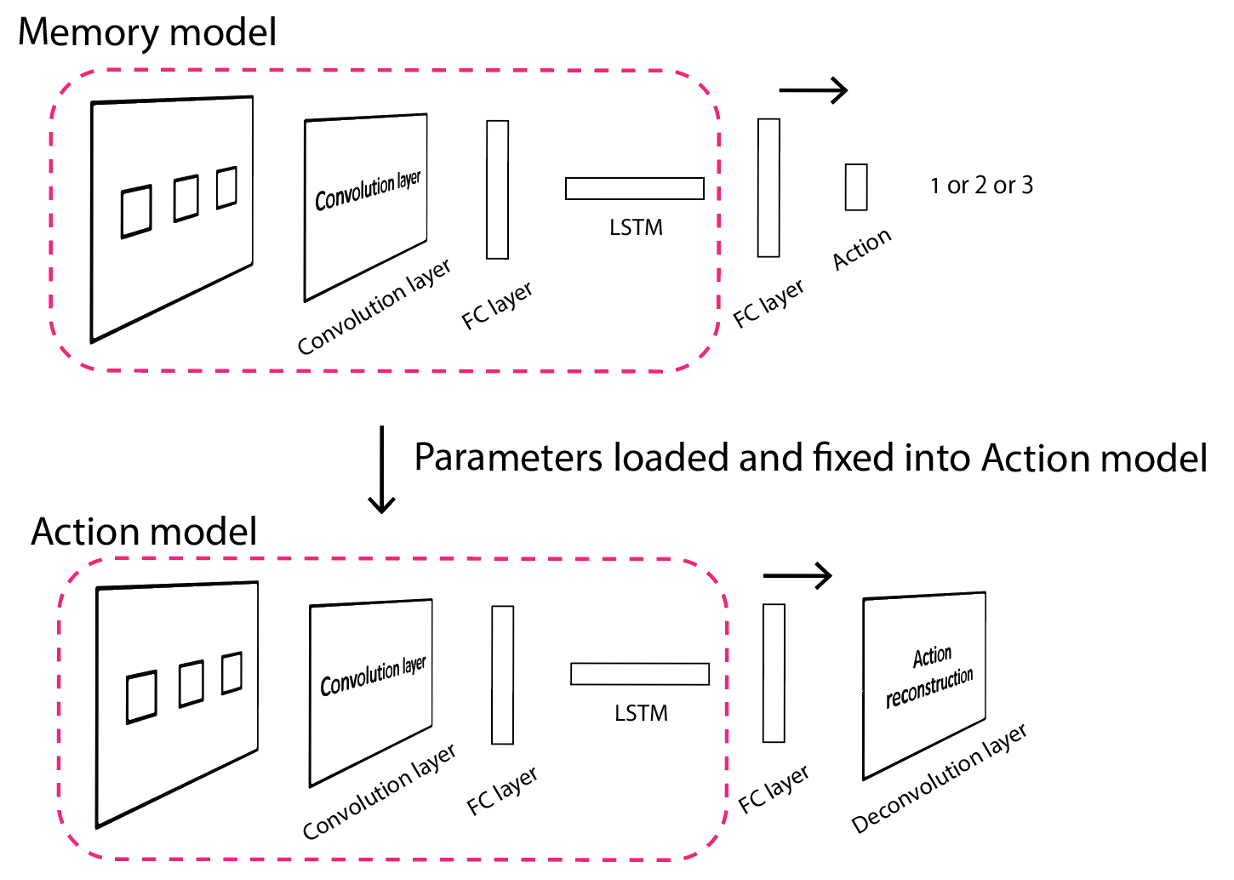 Memory model
Convolution layer
Convolution layer
FC layer
LSTM
FC layer
Action
1 or 2 or 3
Parameters loaded and fixed into Action model
Action model
Convolution layer
Convolution layer
FC layer
LSTM
FC layer
Action
reconstruction
Deconvolution layer